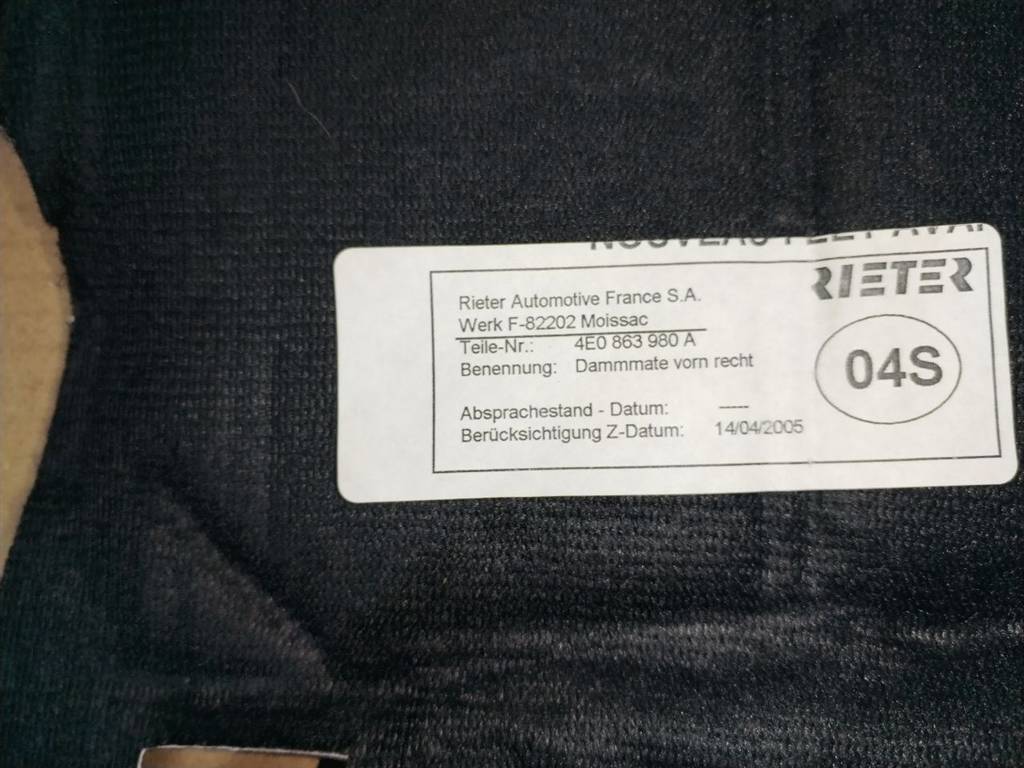 NOUVEAU
RIETER
Rieter Automotive France S.A.
Werk F-82202 Moissac
Teile-Nr.: 4E0 863 980 A
Benennung: Dammmate vorn recht
04S
Absprachestand - Datum: ----
Berücksichtigung Z-Datum: 14/04/2005